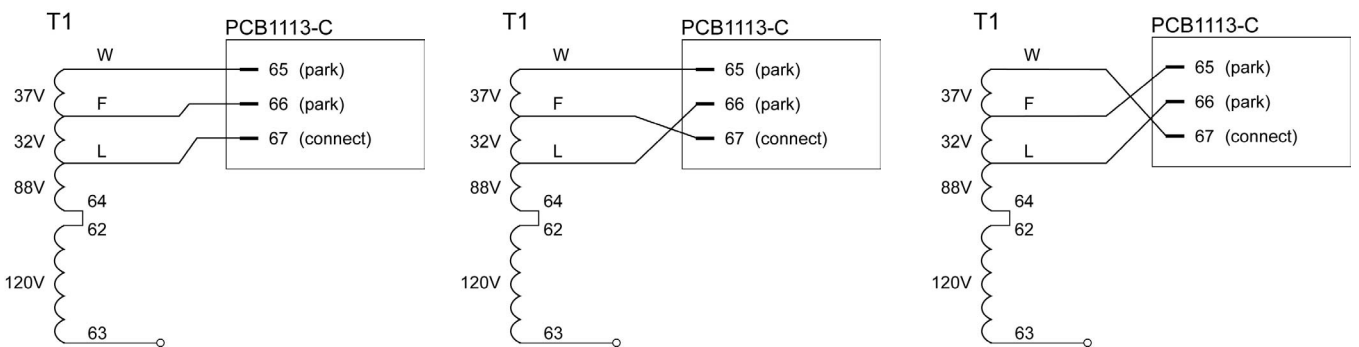 T1
PCB1113-C
W
65 (park)
37V
F
66 (park)
32V
L
67 (connect)
88V
64
62
120V
63
T1
PCB1113-C
W
65 (park)
37V
F
66 (park)
32V
L
67 (connect)
88V
64
62
120V
63
T1
PCB1113-C
W
65 (park)
37V
F
66 (park)
32V
L
67 (connect)
88V
64
62
120V
63